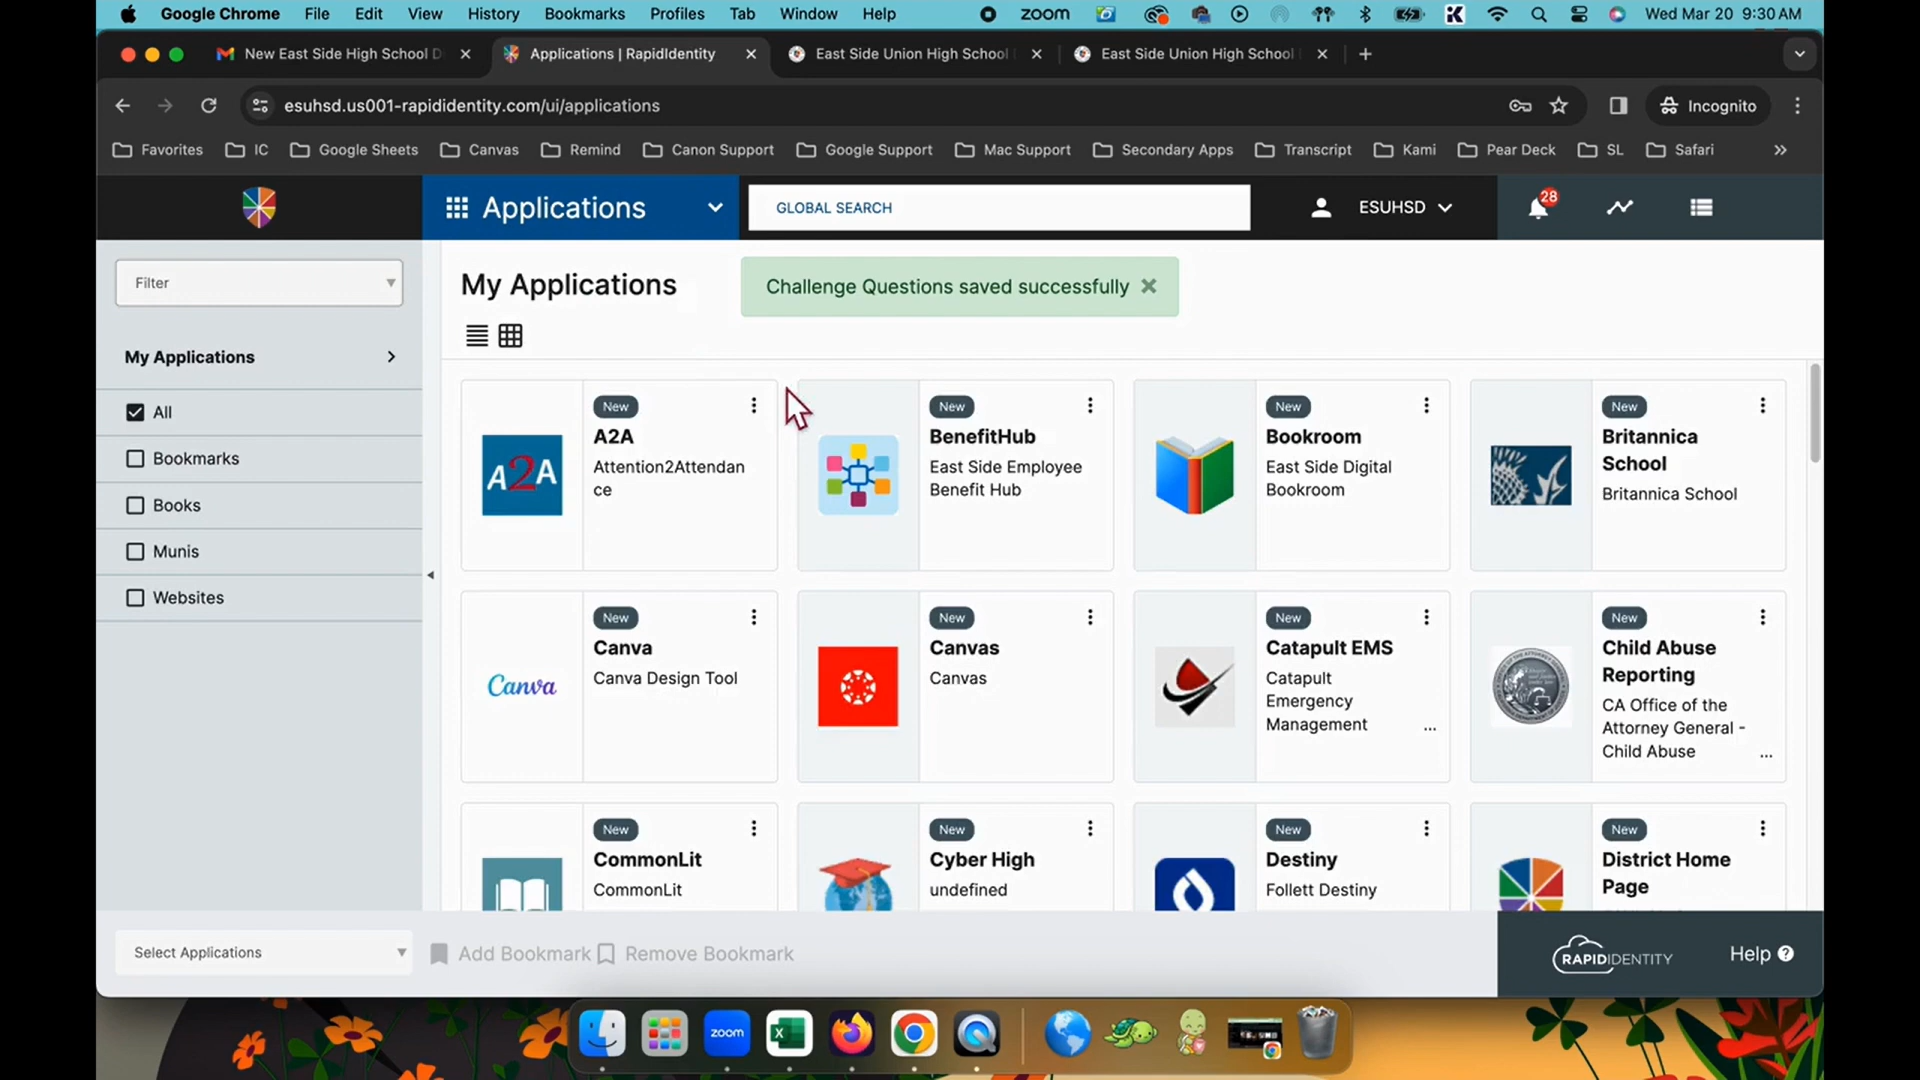 Google Chrome File Edit View History Bookmarks Profiles Tab Window Help zoom Wed Mar 20 9:30 AM
New East Side High School D Applications | RapidIdentity East Side Union High School East Side Union High School
esuhsd.us001-rapididentity.com/ui/applications Incognito
Favorites IC Google Sheets Canvas Remind Canon Support Google Support Mac Support Secondary Apps Transcript Kami Pear Deck SL Safari
Applications GLOBAL SEARCH ESUHSD 28
Filter
My Applications
All
Bookmarks
Books
Munis
Websites
My Applications
Challenge Questions saved successfully
New
A2A
Attention2Attendan
ce
A2A
New
BenefitHub
East Side Employee
Benefit Hub
New
Bookroom
East Side Digital
Bookroom
New
Britannica
School
Britannica School
New
Canva
Canva Design Tool
Canva
New
Canvas
Canvas
New
Catapult EMS
Catapult
Emergency
Management ...
New
Child Abuse
Reporting
CA Office of the
Attorney General -
Child Abuse ...
New
CommonLit
CommonLit
New
Cyber High
undefined
New
Destiny
Follett Destiny
New
District Home
Page
Select Applications Add Bookmark Remove Bookmark
RAPIDIDENTITY Help
zoom